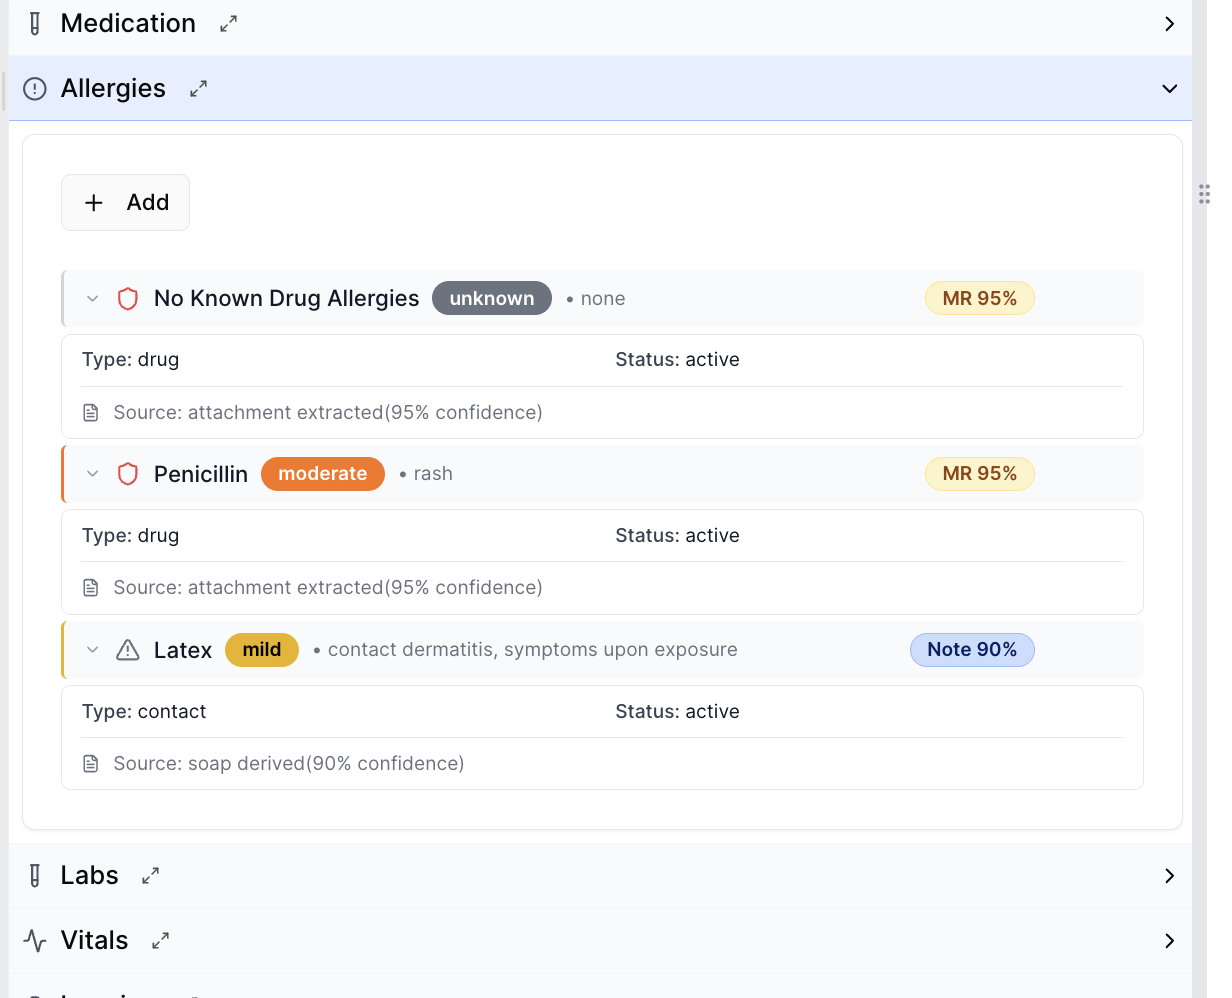 Medication
Allergies
+ Add
No Known Drug Allergies unknown • none MR 95%
Type: drug Status: active
Source: attachment extracted(95% confidence)
Penicillin moderate • rash MR 95%
Type: drug Status: active
Source: attachment extracted(95% confidence)
Latex mild • contact dermatitis, symptoms upon exposure Note 90%
Type: contact Status: active
Source: soap derived(90% confidence)
Labs
Vitals